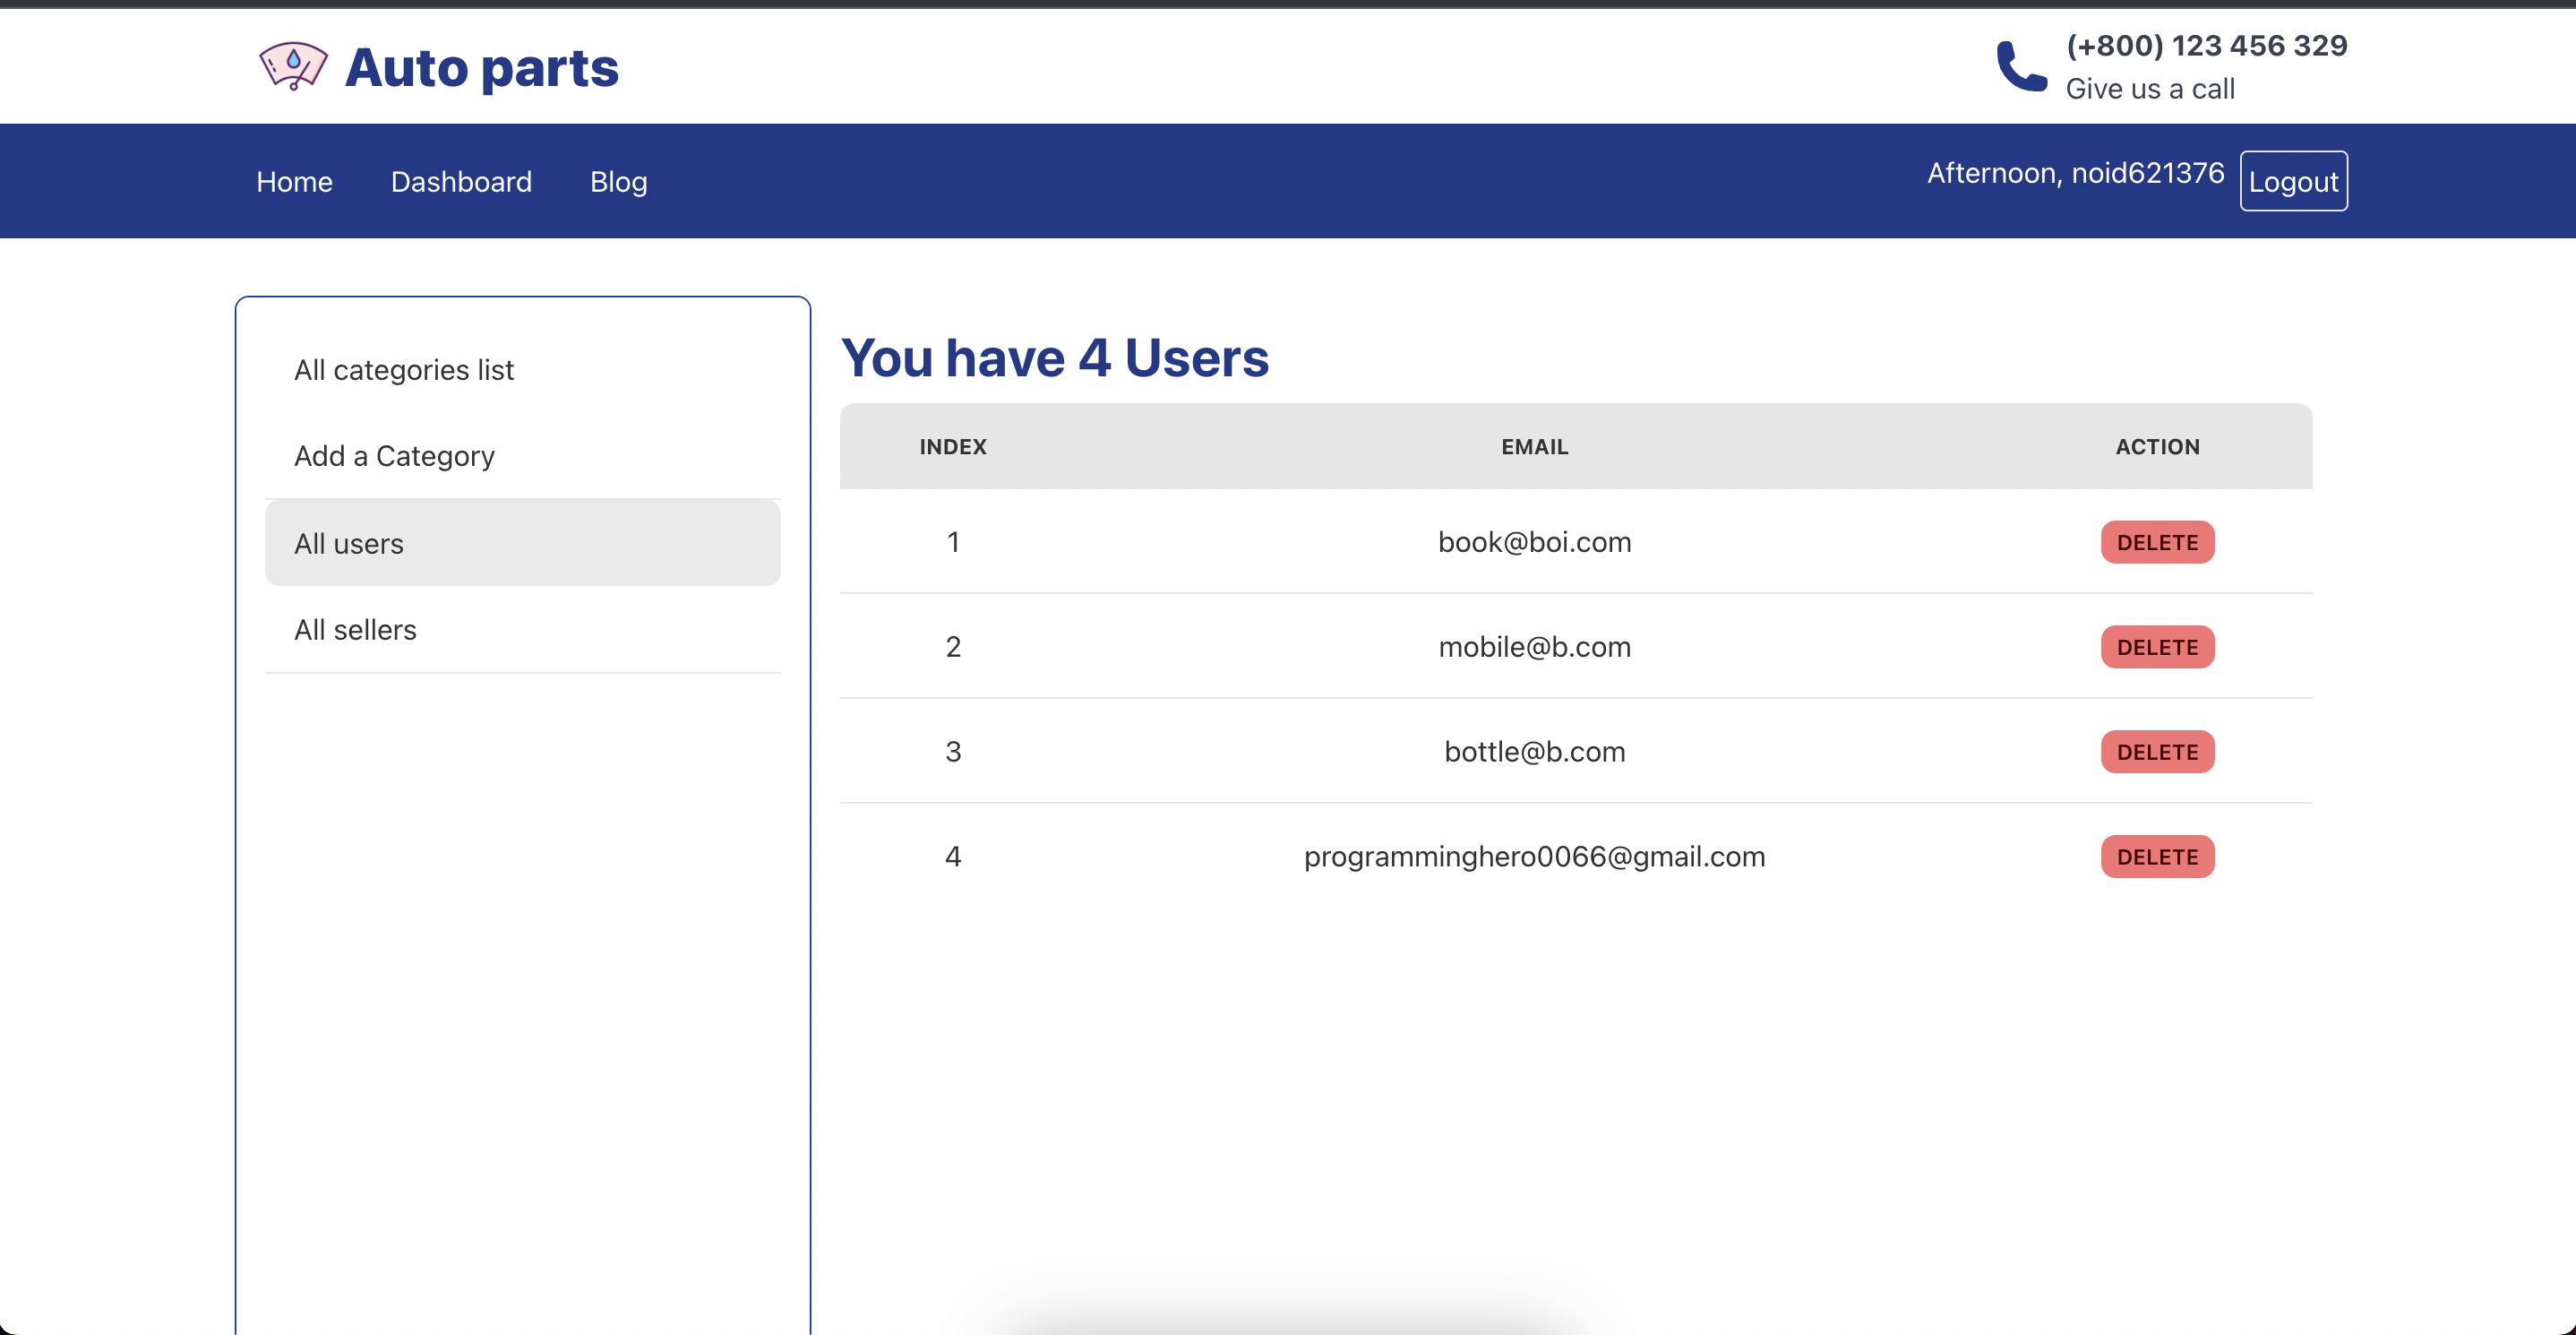 Auto parts
(+800) 123 456 329
Give us a call
Home Dashboard Blog
Afternoon, noid621376 Logout
All categories list
Add a Category
All users
All sellers
You have 4 Users
INDEX EMAIL ACTION
1 book@boi.com DELETE
2 mobile@b.com DELETE
3 bottle@b.com DELETE
4 programminghero0066@gmail.com DELETE